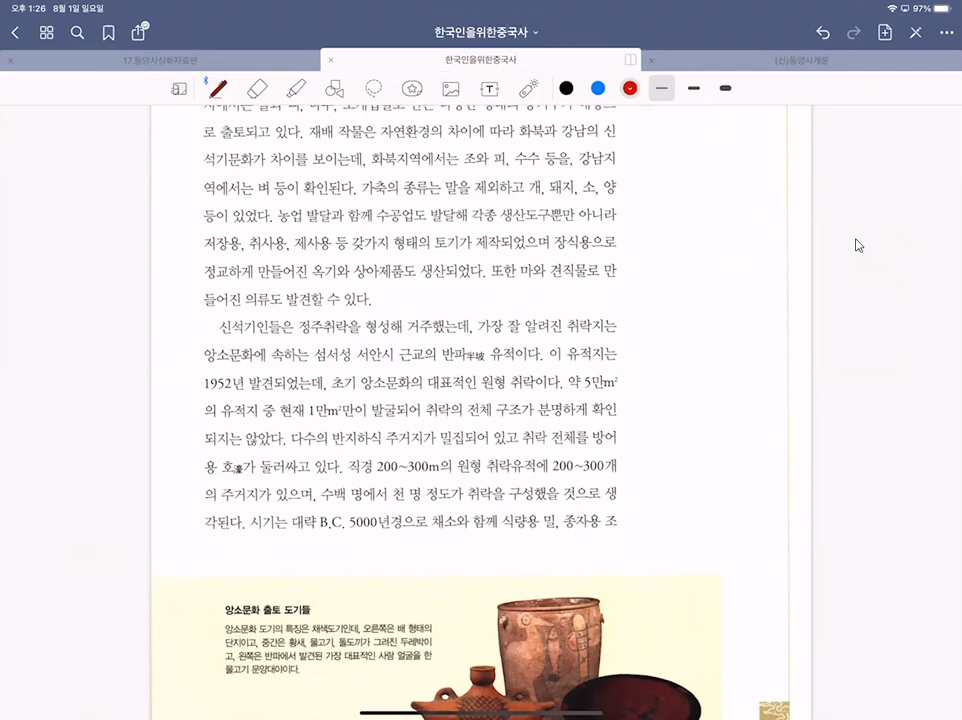 오후 1:26 8월 1일 일요일
97%
한국인을위한중국사
17.동양사심화자료편
한국인을위한중국사
(신)동양사개론
로 출토되고 있다. 재배 작물은 자연환경의 차이에 따라 화북과 강남의 신
석기문화가 차이를 보이는데, 화북지역에서는 조와 피, 수수 등을, 강남지
역에서는 벼 등이 확인된다. 가축의 종류는 말을 제외하고 개, 돼지, 소, 양
등이 있었다. 농업 발달과 함께 수공업도 발달해 각종 생산도구뿐만 아니라
저장용, 취사용, 제사용 등 갖가지 형태의 토기가 제작되었으며 장식용으로
정교하게 만들어진 옥기와 상아제품도 생산되었다. 또한 마와 견직물로 만
들어진 의류도 발견할 수 있다.
신석기인들은 정주취락을 형성해 거주했는데, 가장 잘 알려진 취락지는
앙소문화에 속하는 섬서성 서안시 근교의 반파半坡 유적이다. 이 유적지는
1952년 발견되었는데, 초기 앙소문화의 대표적인 원형 취락이다. 약 5만m²
의 유적지 중 현재 1만m²만이 발굴되어 취락의 전체 구조가 분명하게 확인
되지는 않았다. 다수의 반지하식 주거지가 밀집되어 있고 취락 전체를 방어
용 호濠가 둘러싸고 있다. 직경 200~300m의 원형 취락유적에 200~300개
의 주거지가 있으며, 수백 명에서 천 명 정도가 취락을 구성했을 것으로 생
각된다. 시기는 대략 B.C. 5000년경으로 채소와 함께 식량용 밀, 종자용 조
앙소문화 출토 도기들
앙소문화 도기의 특징은 채색도기인데, 오른쪽은 배 형태의
단지이고, 중간은 황새, 물고기, 돌도끼가 그려진 두레박이
고, 왼쪽은 반파에서 발견된 가장 대표적인 사람 얼굴을 한
물고기 문양대야이다.